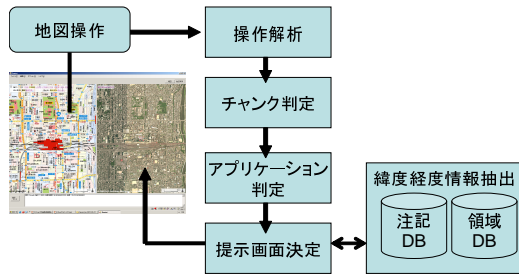 地図操作
操作解析
チャンク判定
アプリケーション
判定
提示画面決定
緯度経度情報抽出
注記
DB
領域
DB